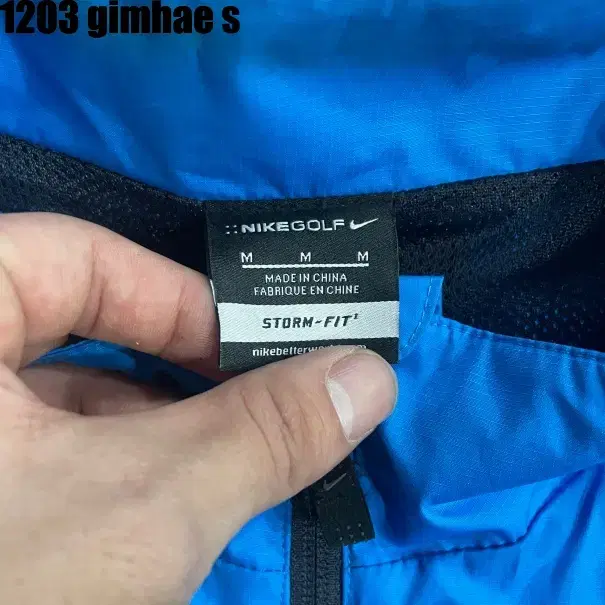 1203 gimhae s
NIKEGOLF
M M M
MADE IN CHINA
FABRIQUE EN CHINE
STORM-FIT